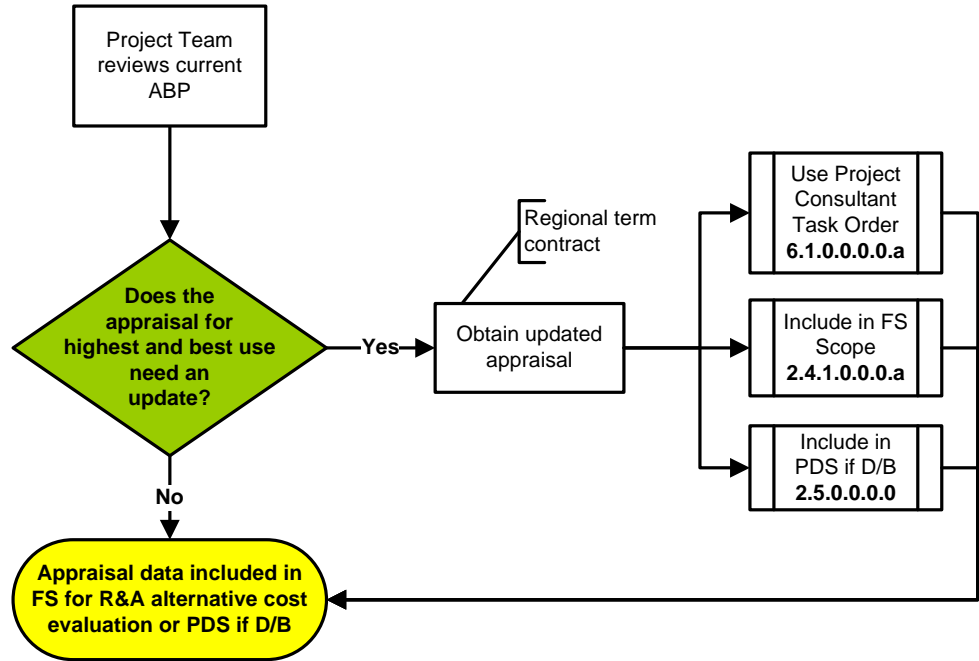 Project Team
reviews current
ABP
Does the
appraisal for
highest and best use
need an
update?
Yes
No
Regional term
contract
Obtain updated
appraisal
Use Project
Consultant
Task Order
6.1.0.0.0.0.a
Include in FS
Scope
2.4.1.0.0.0.a
Include in
PDS if D/B
2.5.0.0.0.0
Appraisal data included in
FS for R&A alternative cost
evaluation or PDS if D/B